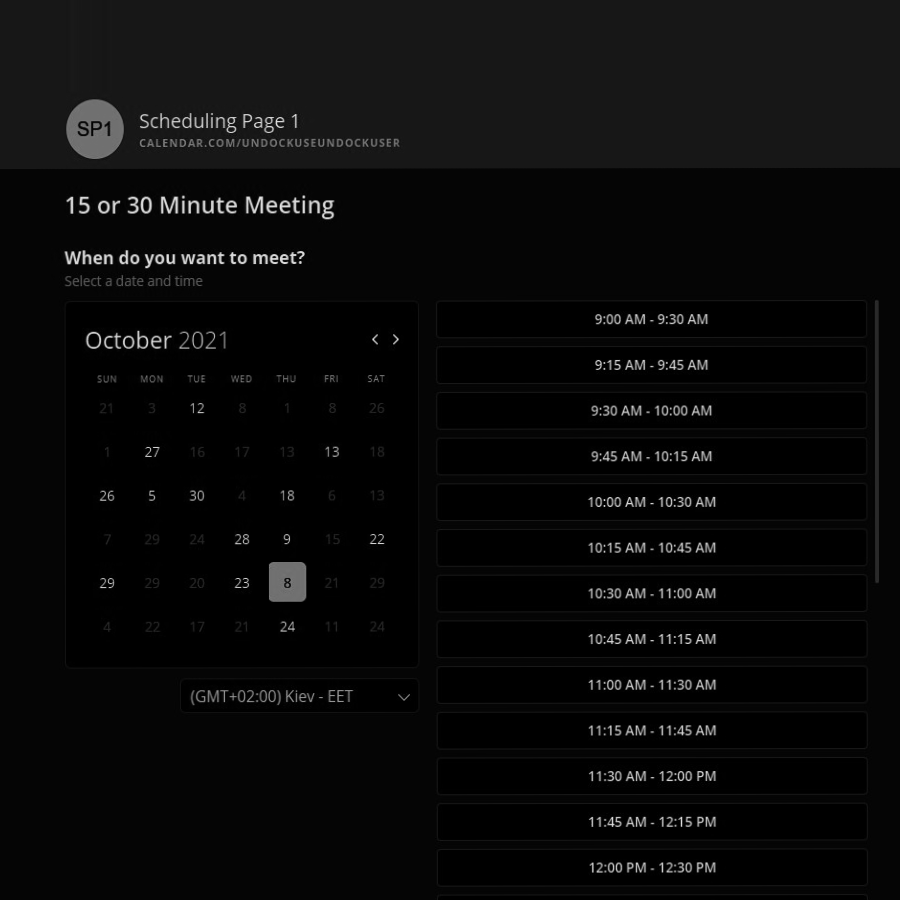 SP1
Scheduling Page 1
CALENDAR.COM/UNDOCKUSEUNDOCKUSER
15 or 30 Minute Meeting
When do you want to meet?
Select a date and time
October 2021
SUN MON TUE WED THU FRI SAT
21 3 12 8 1 8 26
1 27 16 17 13 13 18
26 5 30 4 18 6 13
7 29 24 28 9 15 22
29 29 20 23 8 21 29
4 22 17 21 24 11 24
(GMT+02:00) Kiev - EET
9:00 AM - 9:30 AM
9:15 AM - 9:45 AM
9:30 AM - 10:00 AM
9:45 AM - 10:15 AM
10:00 AM - 10:30 AM
10:15 AM - 10:45 AM
10:30 AM - 11:00 AM
10:45 AM - 11:15 AM
11:00 AM - 11:30 AM
11:15 AM - 11:45 AM
11:30 AM - 12:00 PM
11:45 AM - 12:15 PM
12:00 PM - 12:30 PM